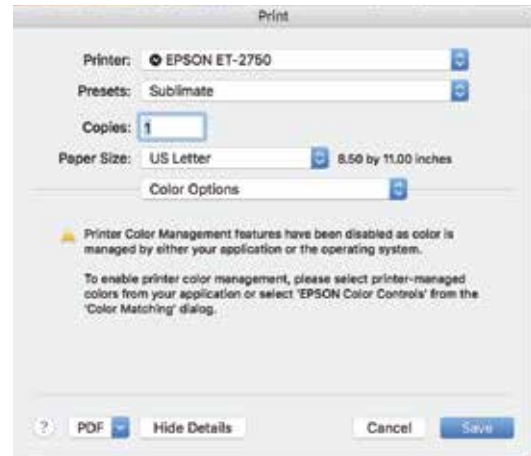 Print
Printer: EPSON ET-2750
Presets: Sublimate
Copies: 1
Paper Size: US Letter 8.50 by 11.00 inches
Color Options
Printer Color Management features have been disabled as color is
managed by either your application or the operating system.
To enable printer color management, please select printer-managed
colors from your application or select 'EPSON Color Controls' from the
'Color Matching' dialog.
? PDF Hide Details Cancel Save